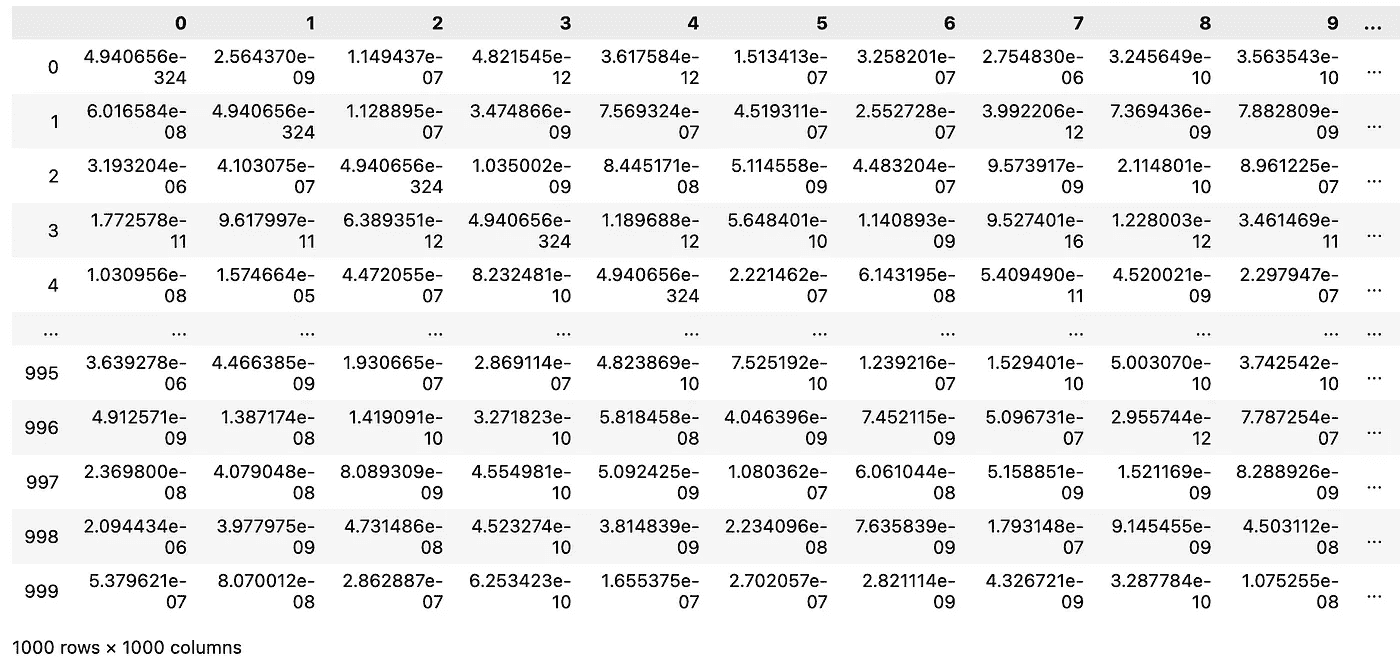 0 1 2 3 4 5 6 7 8 9 ...
0 4.940656e- 2.564370e- 1.149437e- 4.821545e- 3.617584e- 1.513413e- 3.258201e- 2.754830e- 3.245649e- 3.563543e- ...
324 09 07 12 12 07 07 06 10 10
1 6.016584e- 4.940656e- 1.128895e- 3.474866e- 7.569324e- 4.519311e- 2.552728e- 3.992206e- 7.369436e- 7.882809e- ...
08 324 07 09 07 07 07 12 09 09
2 3.193204e- 4.103075e- 4.940656e- 1.035002e- 8.445171e- 5.114558e- 4.483204e- 9.573917e- 2.114801e- 8.961225e- ...
06 07 324 09 08 09 07 09 10 07
3 1.772578e- 9.617997e- 6.389351e- 4.940656e- 1.189688e- 5.648401e- 1.140893e- 9.527401e- 1.228003e- 3.461469e- ...
11 11 12 324 12 10 09 16 12 11
4 1.030956e- 1.574664e- 4.472055e- 8.232481e- 4.940656e- 2.221462e- 6.143195e- 5.409490e- 4.520021e- 2.297947e- ...
08 05 07 10 324 07 08 11 09 07
... ... ... ... ... ... ... ... ... ... ... ...
995 3.639278e- 4.466385e- 1.930665e- 2.869114e- 4.823869e- 7.525192e- 1.239216e- 1.529401e- 5.003070e- 3.742542e- ...
06 09 07 07 10 10 07 10 10 10
996 4.912571e- 1.387174e- 1.419091e- 3.271823e- 5.818458e- 4.046396e- 7.452115e- 5.096731e- 2.955744e- 7.787254e- ...
09 08 10 10 08 09 09 07 12 07
997 2.369800e- 4.079048e- 8.089309e- 4.554981e- 5.092425e- 1.080362e- 6.061044e- 5.158851e- 1.521169e- 8.288926e- ...
08 08 09 10 09 07 08 09 09 09
998 2.094434e- 3.977975e- 4.731486e- 4.523274e- 3.814839e- 2.234096e- 7.635839e- 1.793148e- 9.145455e- 4.503112e- ...
06 09 08 10 09 08 09 07 09 08
999 5.379621e- 8.070012e- 2.862887e- 6.253423e- 1.655375e- 2.702057e- 2.821114e- 4.326721e- 3.287784e- 1.075255e- ...
07 08 07 10 07 07 09 09 10 08
1000 rows × 1000 columns